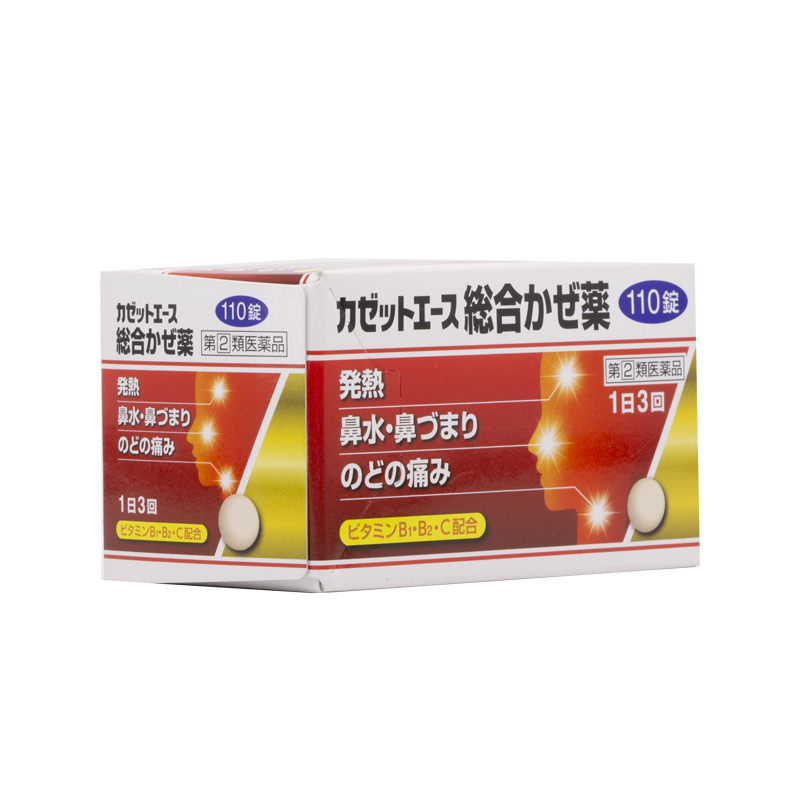 カゼットエース
総合かぜ薬
110錠
指②類医薬品
発熱
鼻水・鼻づまり
のどの痛み
1日3回
ビタミンB1・B2・C配合
カゼットエース総合かぜ薬
110錠
指②類医薬品
1日3回
発熱
鼻水・鼻づまり
のどの痛み
ビタミンB1・B2・C配合